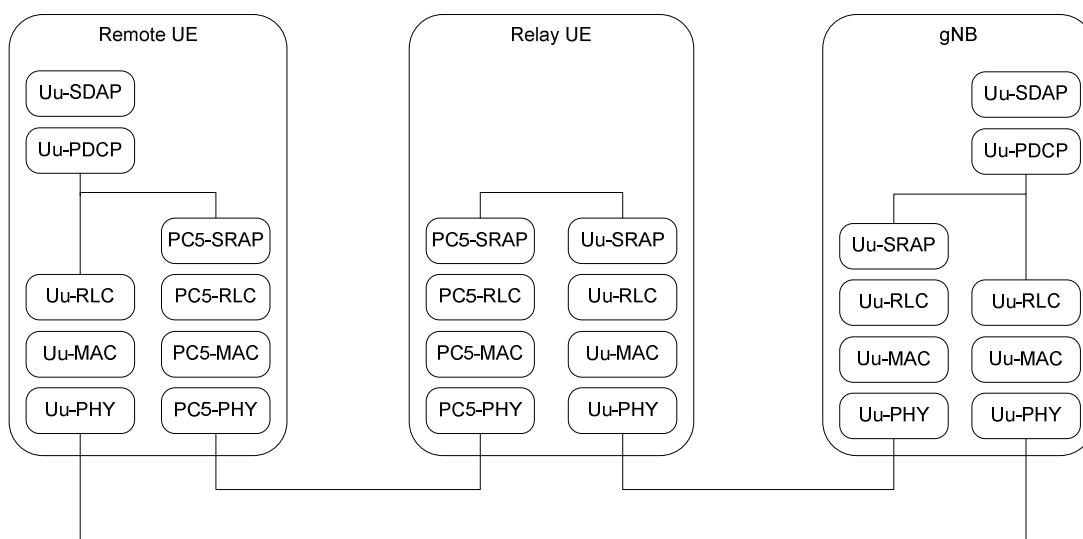 Remote UE
Uu-SDAP
Uu-PDCP
PC5-SRAP
Uu-RLC
PC5-RLC
Uu-MAC
PC5-MAC
Uu-PHY
PC5-PHY
Relay UE
PC5-SRAP
Uu-SRAP
PC5-RLC
Uu-RLC
PC5-MAC
Uu-MAC
PC5-PHY
Uu-PHY
gNB
Uu-SDAP
Uu-PDCP
Uu-SRAP
Uu-RLC
Uu-RLC
Uu-MAC
Uu-MAC
Uu-PHY
Uu-PHY